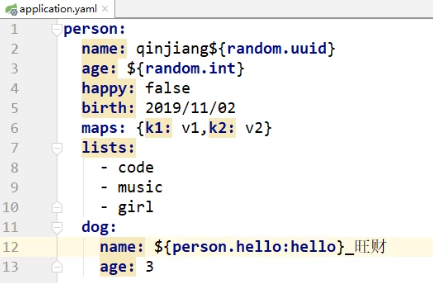 application.yaml ×
1 person:
2   name: qinjiang${random.uuid}
3   age: ${random.int}
4   happy: false
5   birth: 2019/11/02
6   maps: {k1: v1,k2: v2}
7   lists:
8     - code
9     - music
10     - girl
11   dog:
12     name: ${person.hello:hello}_旺财
13     age: 3